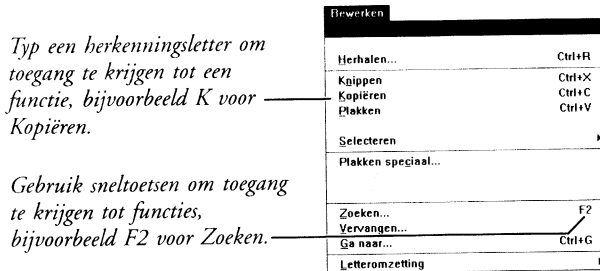 Typ een herkenningsletter om
toegang te krijgen tot een
functie, bijvoorbeeld K voor
Kopiëren.
Gebruik sneltoetsen om toegang
te krijgen tot functies,
bijvoorbeeld F2 voor Zoeken.
Bewerken
Herhalen... Ctrl+R
Knippen Ctrl+X
Kopiëren Ctrl+C
Plakken Ctrl+V
Selecteren
Plakken speciaal...
Zoeken... F2
Vervangen...
Ga naar... Ctrl+G
Letteromzetting